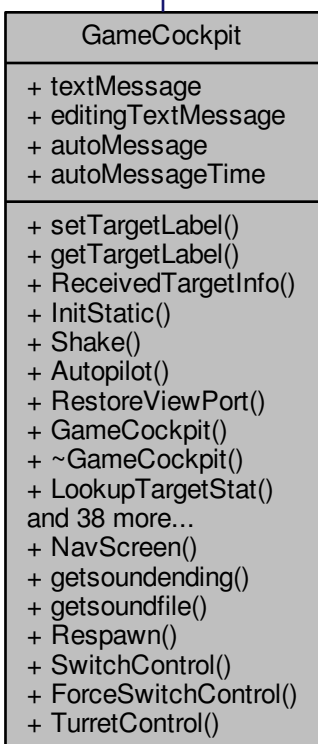 GameCockpit
+ textMessage
+ editingTextMessage
+ autoMessage
+ autoMessageTime
+ setTargetLabel()
+ getTargetLabel()
+ ReceivedTargetInfo()
+ InitStatic()
+ Shake()
+ Autopilot()
+ RestoreViewPort()
+ GameCockpit()
+ ~GameCockpit()
+ LookupTargetStat()
and 38 more...
+ NavScreen()
+ getsoundending()
+ getsoundfile()
+ Respawn()
+ SwitchControl()
+ ForceSwitchControl()
+ TurretControl()